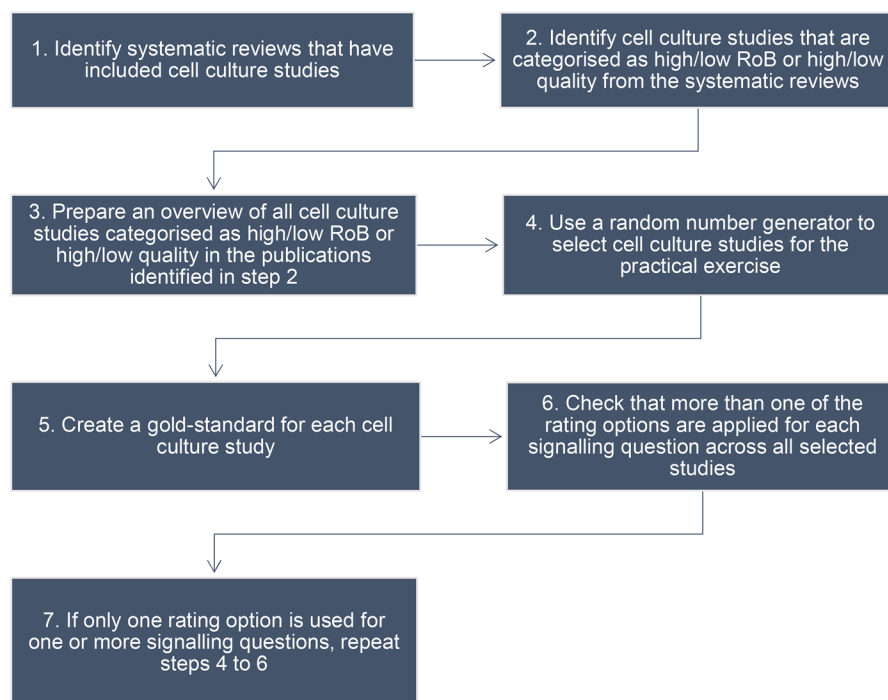 1. Identify systematic reviews that have
included cell culture studies
2. Identify cell culture studies that are
categorised as high/low RoB or high/low
quality from the systematic reviews
3. Prepare an overview of all cell culture
studies categorised as high/low RoB or
high/low quality in the publications
identified in step 2
4. Use a random number generator to
select cell culture studies for the
practical exercise
5. Create a gold-standard for each cell
culture study
6. Check that more than one of the
rating options are applied for each
signalling question across all selected
studies
7. If only one rating option is used for
one or more signalling questions, repeat
steps 4 to 6